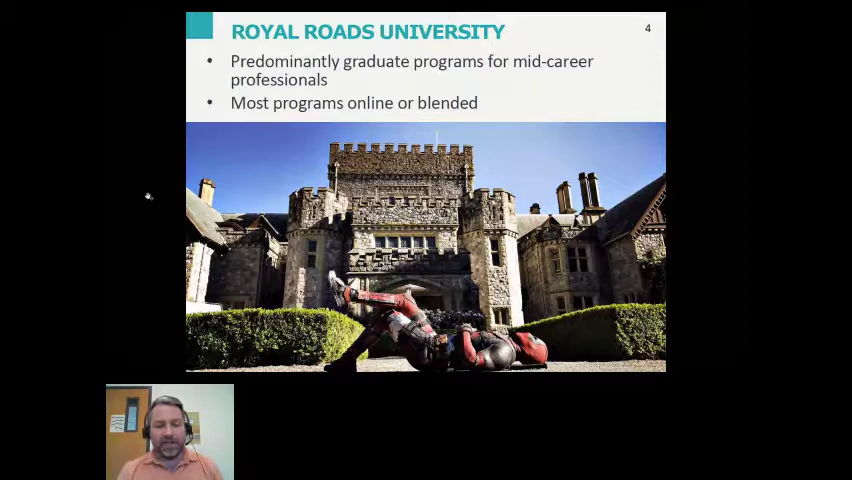 ROYAL ROADS UNIVERSITY
4
• Predominantly graduate programs for mid-career
professionals
• Most programs online or blended